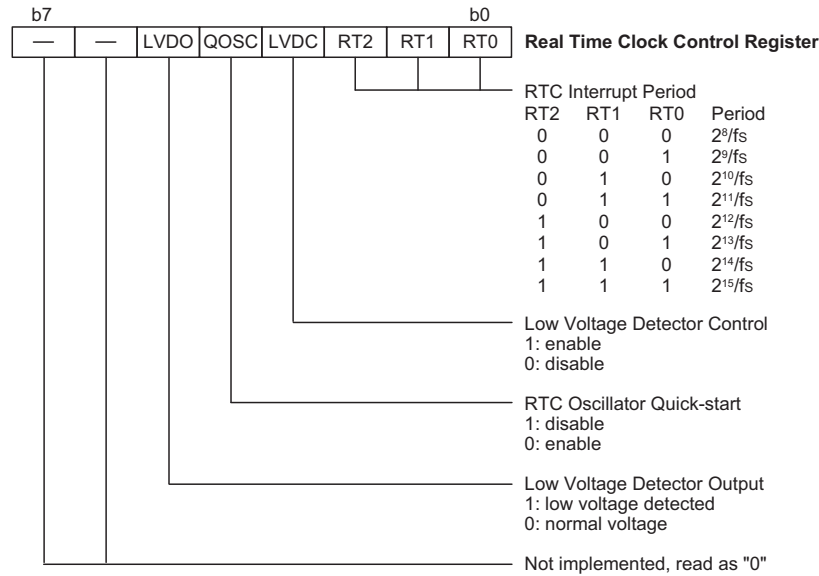 b7 b0
— — LVDO QOSC LVDC RT2 RT1 RT0 Real Time Clock Control Register
RTC Interrupt Period
RT2 RT1 RT0 Period
0 0 0 2⁸/fs
0 0 1 2⁹/fs
0 1 0 2¹⁰/fs
0 1 1 2¹¹/fs
1 0 0 2¹²/fs
1 0 1 2¹³/fs
1 1 0 2¹⁴/fs
1 1 1 2¹⁵/fs
Low Voltage Detector Control
1: enable
0: disable
RTC Oscillator Quick-start
1: disable
0: enable
Low Voltage Detector Output
1: low voltage detected
0: normal voltage
Not implemented, read as "0"